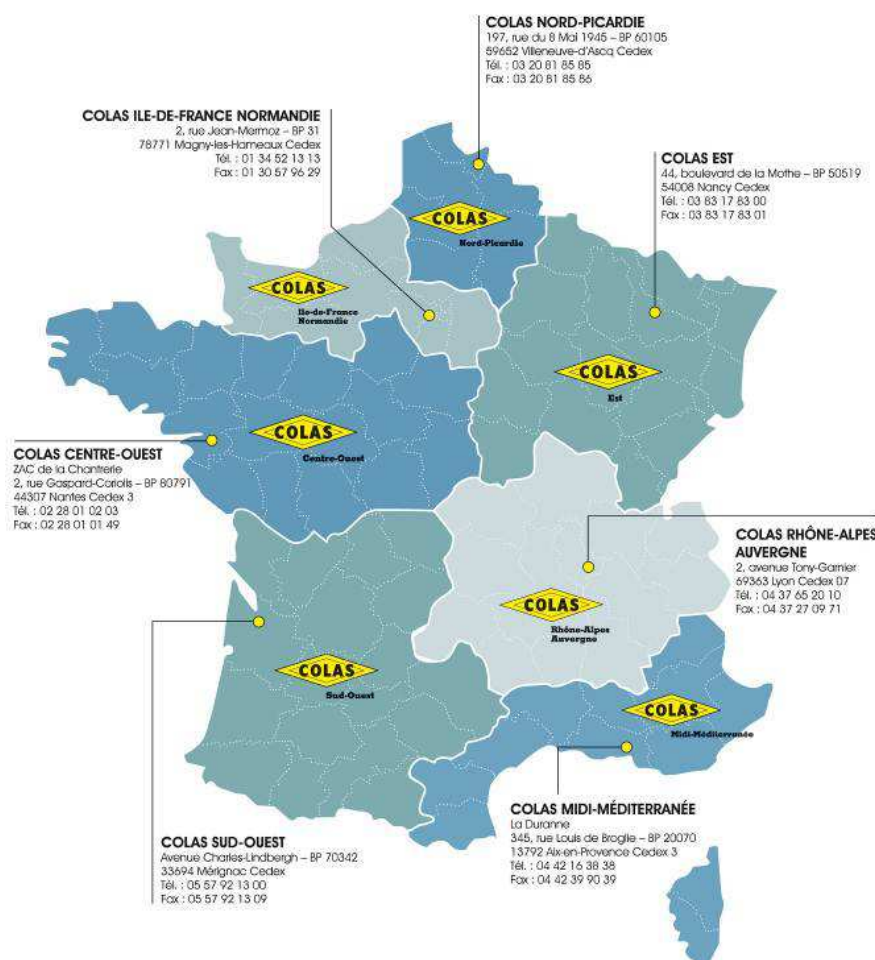 COLAS NORD-PICARDIE
197, rue du 8 Mai 1945 – BP 60105
59652 Villeneuve-d'Ascq Cedex
Tél. : 03 20 81 85 85
Fax : 03 20 81 85 86
COLAS ILE-DE-FRANCE NORMANDIE
2, rue Jean-Mermoz – BP 31
78771 Magny-les-Hameaux Cedex
Tél. : 01 34 52 13 13
Fax : 01 30 57 96 29
COLAS EST
44, boulevard de la Mothe – BP 50519
54008 Nancy Cedex
Tél. : 03 83 17 83 00
Fax : 03 83 17 83 01
COLAS
Nord-Picardie
COLAS
Ile-de-France
Normandie
COLAS
Est
COLAS
Centre-Ouest
COLAS CENTRE-OUEST
ZAC de la Chantrerie
2, rue Gaspard-Coriolis – BP 80791
44307 Nantes Cedex 3
Tél. : 02 28 01 02 03
Fax : 02 28 01 01 49
COLAS RHÔNE-ALPES
AUVERGNE
2, avenue Tony-Garnier
69363 Lyon Cedex 07
Tél. : 04 37 65 20 10
Fax : 04 37 27 09 71
COLAS
Rhône-Alpes
Auvergne
COLAS
Sud-Ouest
COLAS
Midi-Méditerranée
COLAS MIDI-MÉDITERRANÉE
La Duranne
345, rue Louis de Broglie – BP 20070
13792 Aix-en-Provence Cedex 3
Tél. : 04 42 16 38 38
Fax : 04 42 39 90 39
COLAS SUD-OUEST
Avenue Charles-Lindbergh – BP 70342
33694 Mérignac Cedex
Tél. : 05 57 92 13 00
Fax : 05 57 92 13 09